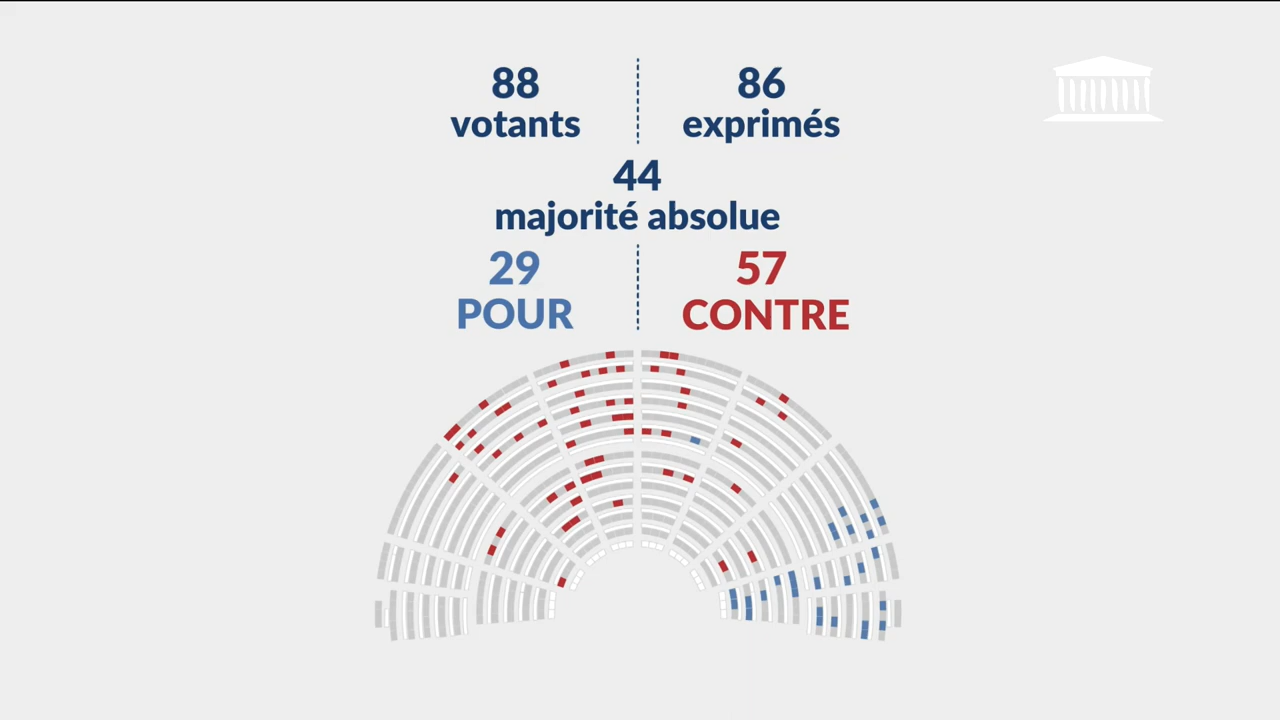 88
votants
86
exprimés
44
majorité absolue
29
POUR
57
CONTRE